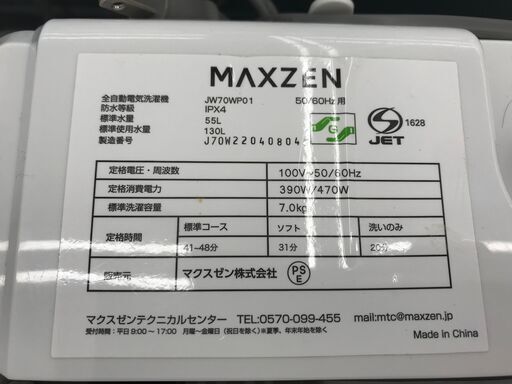 MAXZEN
全自動電気洗濯機 JW70WP01 50/60Hz用
防水等級 IPX4
標準水量 55L
標準使用水量 130L
製造番号 J70W22040804
G
S
JET
1628
定格電圧・周波数 100V~50/60Hz
定格消費電力 390W/470W
標準洗濯容量 7.0kg
定格時間 標準コース ソフト 洗いのみ
41-48分 31分 20分
販売元 マクスゼン株式会社 PSE
マクスゼンテクニカルセンター TEL:0570-099-455 mail:mtc@maxzen.jp
受付時間:平日 9:00~17:00 月曜~金曜日(祝日を除く)※夏季、年末年始を除く
Made in China